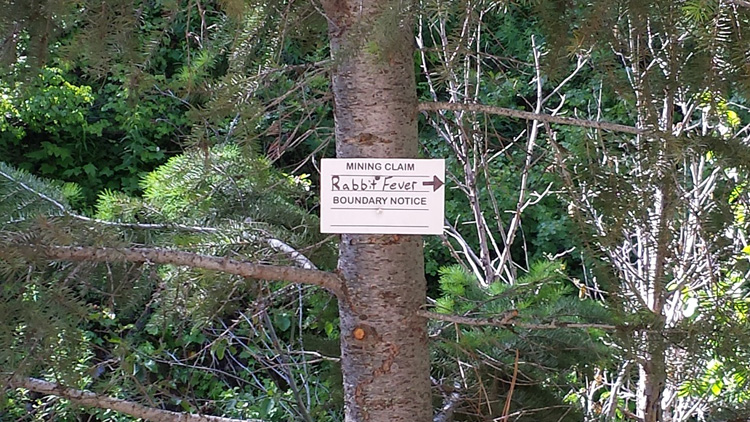 MINING CLAIM
Rabbit Fever →
BOUNDARY NOTICE